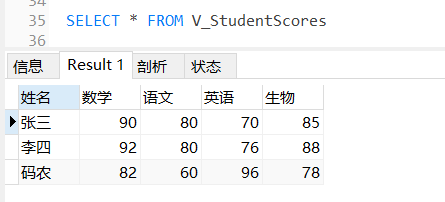 34
35 SELECT * FROM V_StudentScores
36
信息 Result 1 剖析 状态
姓名 数学 语文 英语 生物
张三 90 80 70 85
李四 92 80 76 88
码农 82 60 96 78